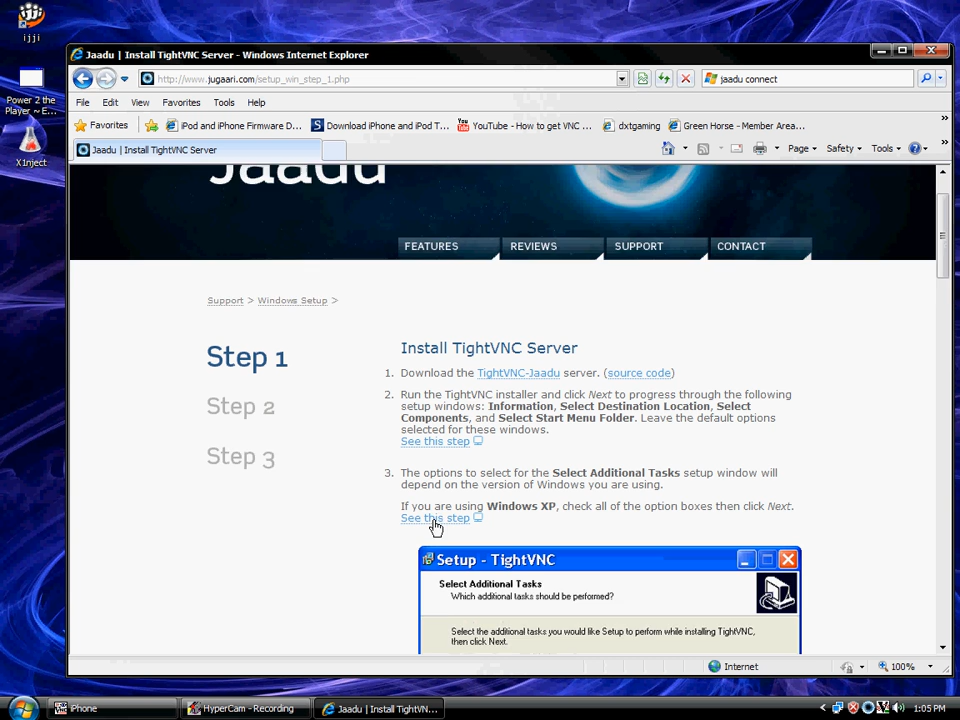 ijji
Power 2 the
Player ~ E...
X1nject
Jaadu | Install TightVNC Server - Windows Internet Explorer
http://www.jugaari.com/setup_win_step_1.php
jaadu connect
File Edit View Favorites Tools Help
Favorites
iPod and iPhone Firmware D...
Download iPhone and iPod T...
YouTube - How to get VNC ...
dxtgaming
Green Horse - Member Area...
Jaadu | Install TightVNC Server
Page Safety Tools
Jaadu
FEATURES REVIEWS SUPPORT CONTACT
Support > Windows Setup >
Step 1
Step 2
Step 3
Install TightVNC Server
1. Download the TightVNC-Jaadu server. (source code)
2. Run the TightVNC installer and click Next to progress through the following
setup windows: Information, Select Destination Location, Select
Components, and Select Start Menu Folder. Leave the default options
selected for these windows.
See this step
3. The options to select for the Select Additional Tasks setup window will
depend on the version of Windows you are using.
If you are using Windows XP, check all of the option boxes then click Next.
See this step
Setup - TightVNC
Select Additional Tasks
Which additional tasks should be performed?
Select the additional tasks you would like Setup to perform while installing TightVNC,
then click Next.
Internet
100%
iPhone
HyperCam - Recording
Jaadu | Install TightVN...
1:05 PM